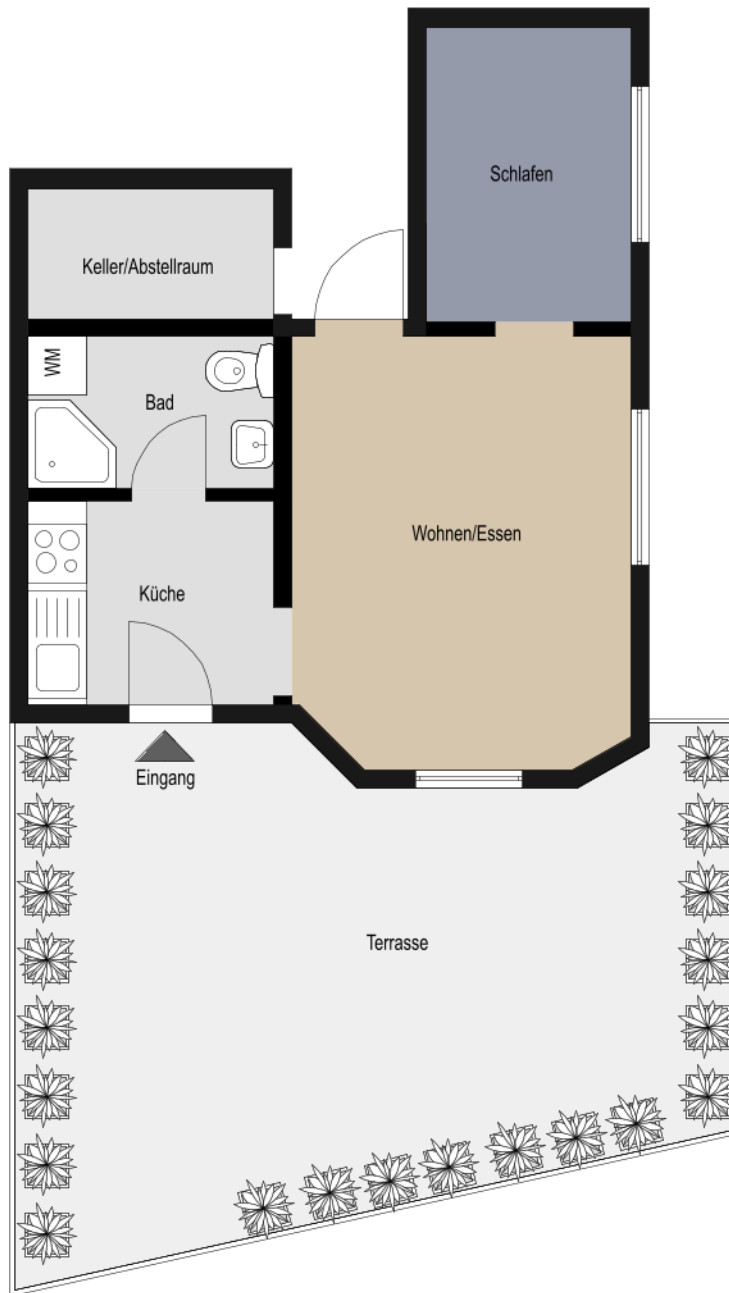 Schlafen
Keller/Abstellraum
WM
Bad
Wohnen/Essen
Küche
Eingang
Terrasse